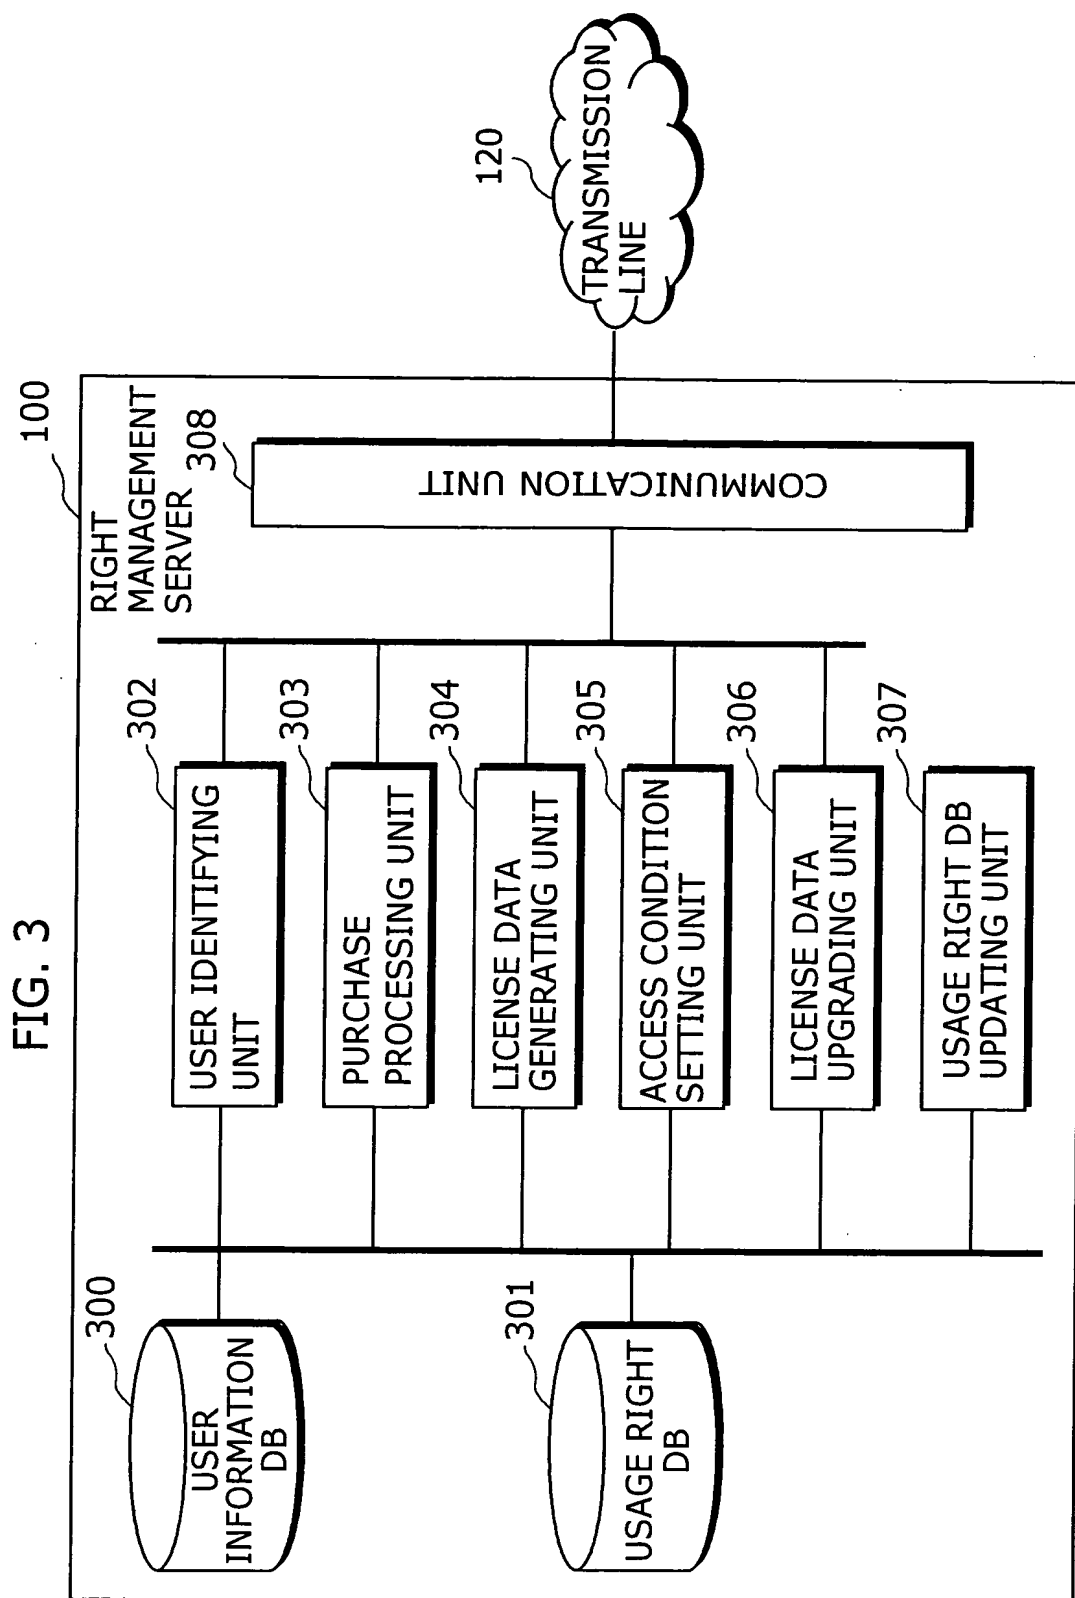 FIG. 3
100
RIGHT
MANAGEMENT
SERVER
300
USER
INFORMATION
DB
301
USAGE RIGHT
DB
302
USER IDENTIFYING
UNIT
303
PURCHASE
PROCESSING UNIT
304
LICENSE DATA
GENERATING UNIT
305
ACCESS CONDITION
SETTING UNIT
306
LICENSE DATA
UPGRADING UNIT
307
USAGE RIGHT DB
UPDATING UNIT
308
COMMUNICATION UNIT
120
TRANSMISSION
LINE